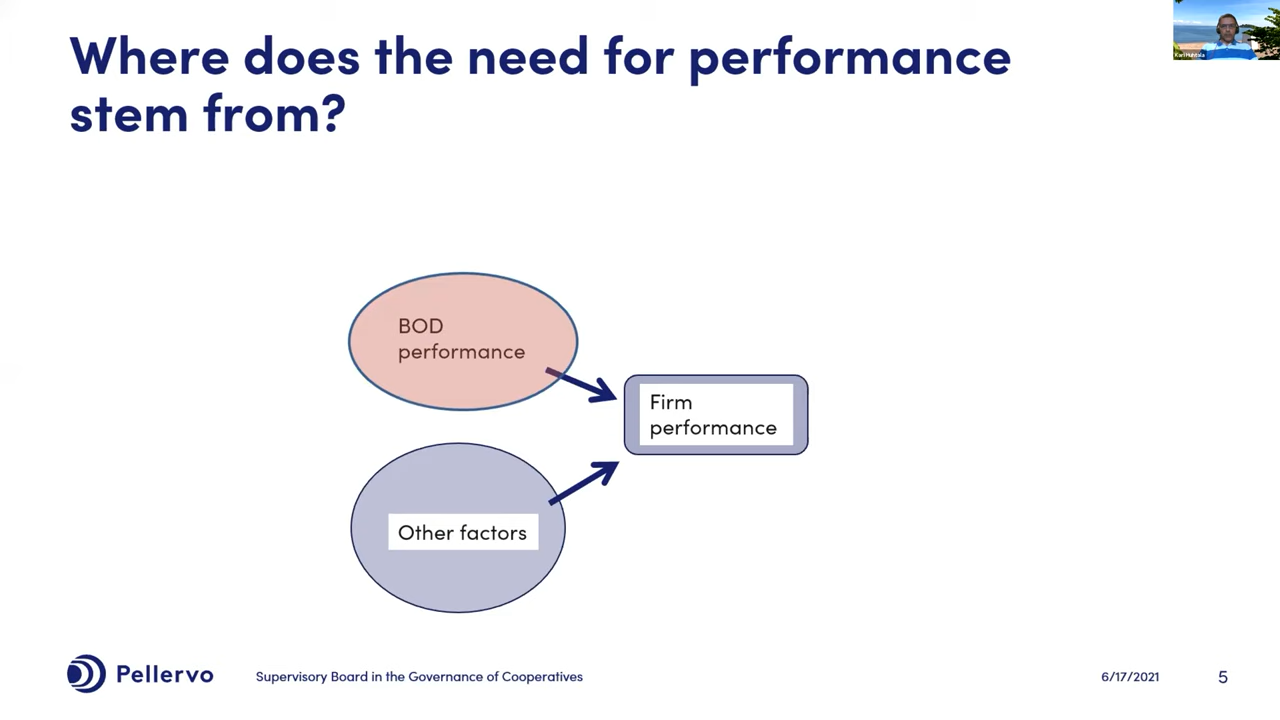 Where does the need for performance
stem from?
BOD
performance
Firm
performance
Other factors
Pellervo
Supervisory Board in the Governance of Cooperatives
6/17/2021
5